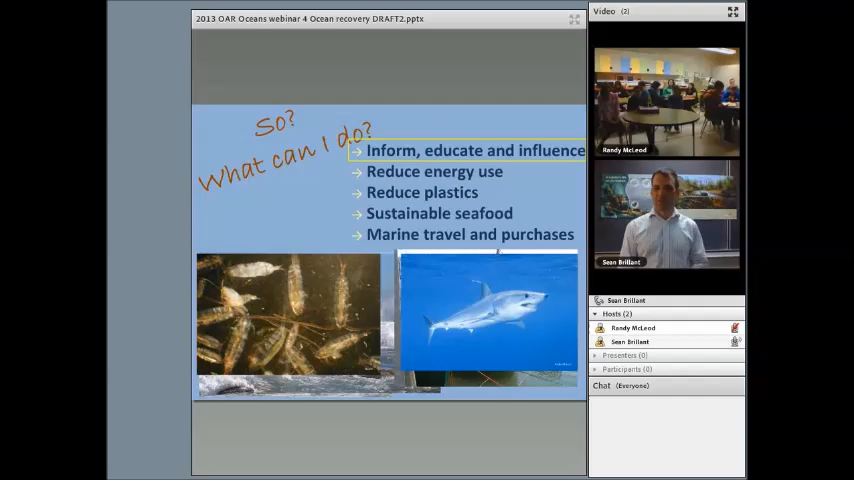 2013 OAR Oceans webinar 4 Ocean recovery DRAFT2.pptx
So?
What can I do?
→ Inform, educate and influence
→ Reduce energy use
→ Reduce plastics
→ Sustainable seafood
→ Marine travel and purchases
Video (2)
Randy McLeod
Sean Brillant
Sean Brillant
Hosts (2)
Randy McLeod
Sean Brillant
Presenters (0)
Participants (0)
Chat (Everyone)